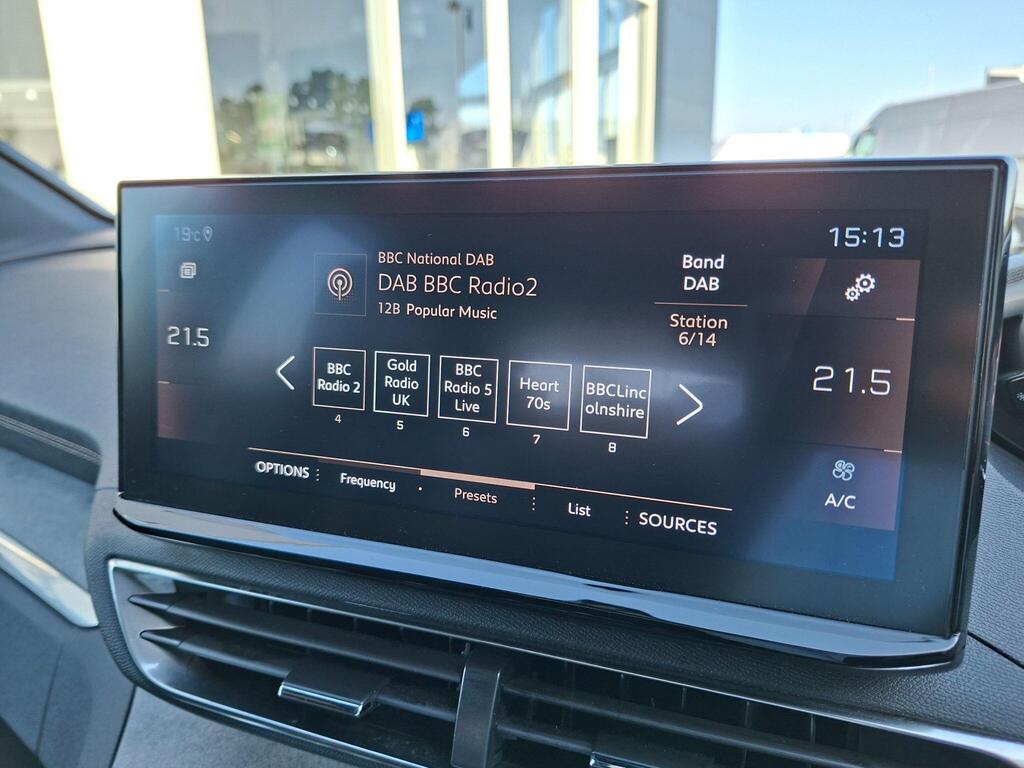 19°C
15:13
BBC National DAB
DAB BBC Radio2
12B Popular Music
Band
DAB
Station
6/14
21.5
21.5
BBC
Radio 2
4
Gold
Radio
UK
5
BBC
Radio 5
Live
6
Heart
70s
7
BBCLinc
olnshire
8
A/C
OPTIONS
Frequency
Presets
List
SOURCES